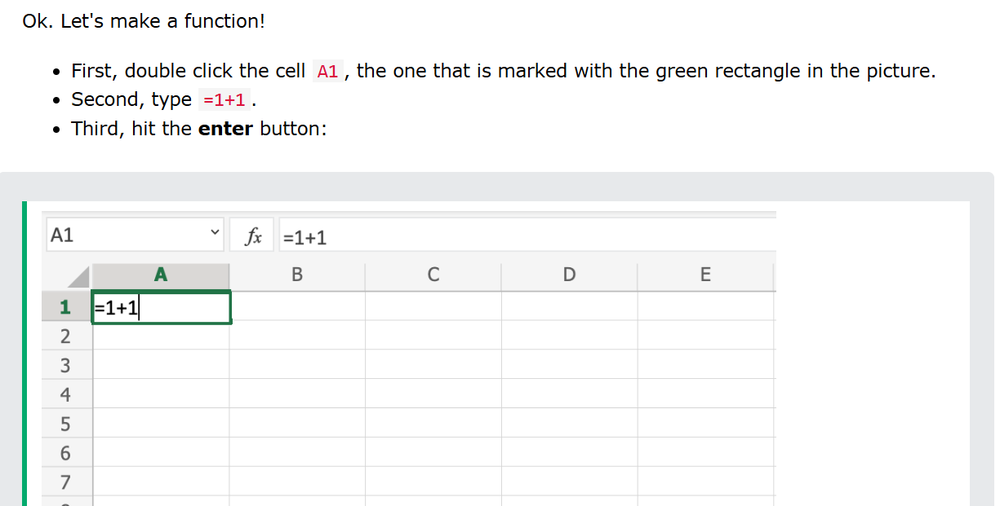 Ok. Let's make a function!
First, double click the cell A1, the one that is marked with the green rectangle in the picture.
Second, type =1+1.
Third, hit the enter button:
A1 fx =1+1
A B C D E
1 =1+1
2
3
4
5
6
7